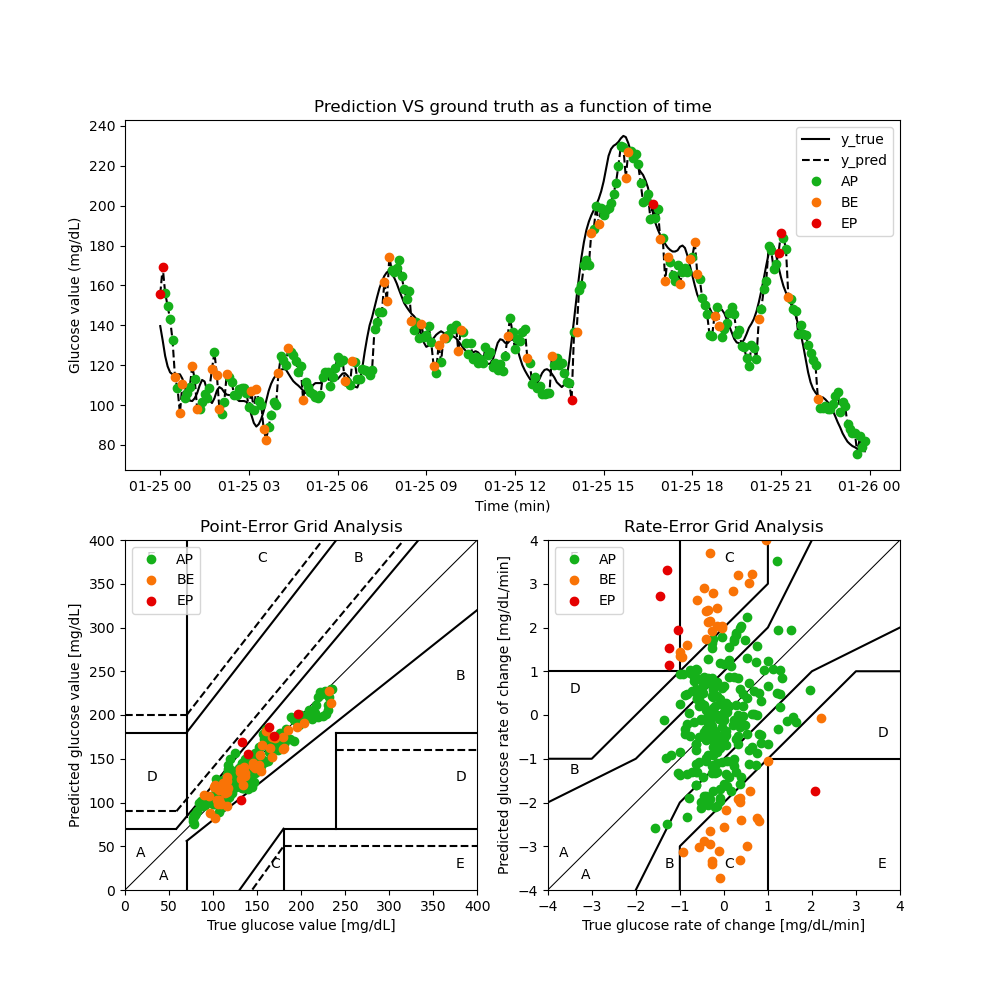 Prediction VS ground truth as a function of time
Glucose value (mg/dL)
240
220
200
180
160
140
120
100
80
y_true
y_pred
AP
BE
EP
01-25 00 01-25 03 01-25 06 01-25 09 01-25 12 01-25 15 01-25 18 01-25 21 01-26 00
Time (min)
Point-Error Grid Analysis
Predicted glucose value [mg/dL]
400
350
300
250
200
150
100
50
0
AP
BE
EP
C
B
B
D
D
A
A
C
E
0 50 100 150 200 250 300 350 400
True glucose value [mg/dL]
Rate-Error Grid Analysis
Predicted glucose rate of change [mg/dL/min]
4
3
2
1
0
−1
−2
−3
−4
AP
BE
EP
C
D
D
B
A
A
B
C
E
−4 −3 −2 −1 0 1 2 3 4
True glucose rate of change [mg/dL/min]